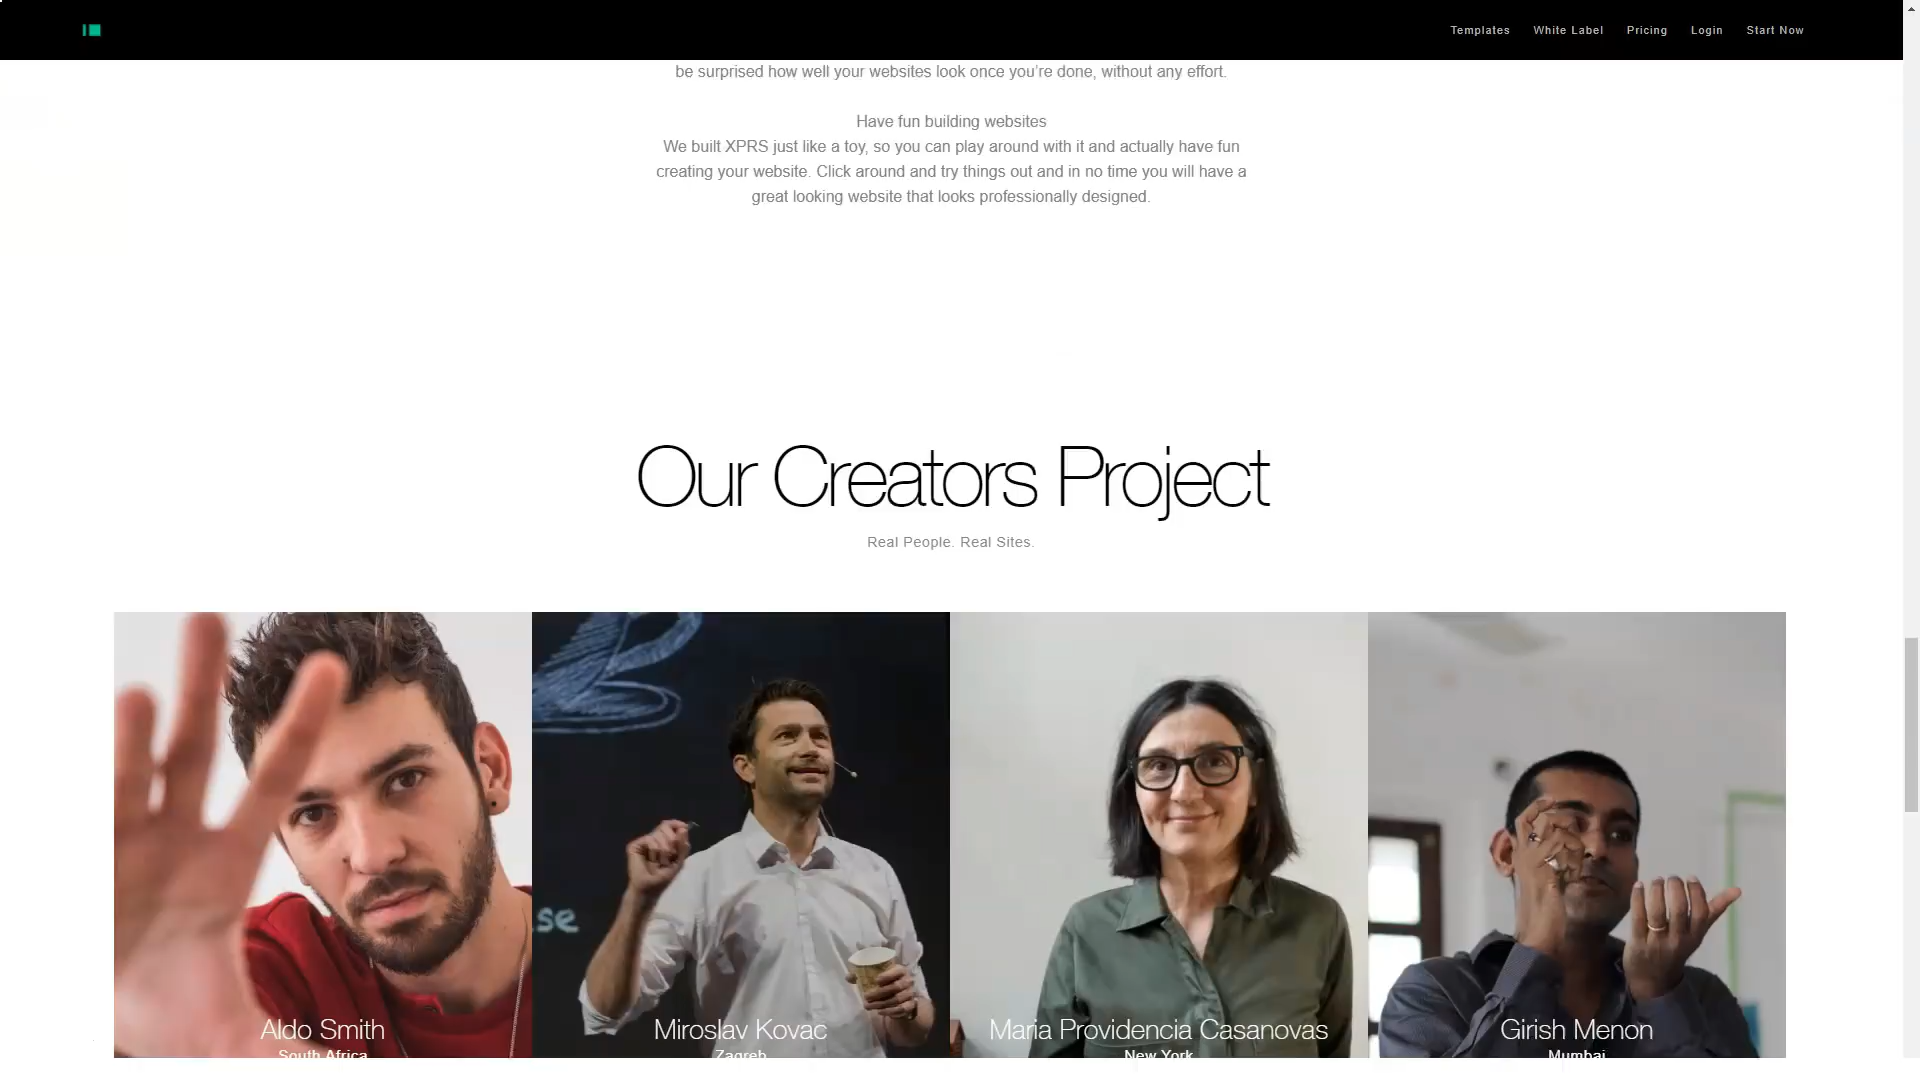 Templates White Label Pricing Login Start Now
be surprised how well your websites look once you're done, without any effort.
Have fun building websites
We built XPRS just like a toy, so you can play around with it and actually have fun
creating your website. Click around and try things out and in no time you will have a
great looking website that looks professionally designed.
Our Creators Project
Real People. Real Sites.
se
Aldo Smith
South Africa
Miroslav Kovac
Zagreb
Maria Providencia Casanovas
New York
Girish Menon
Mumbai